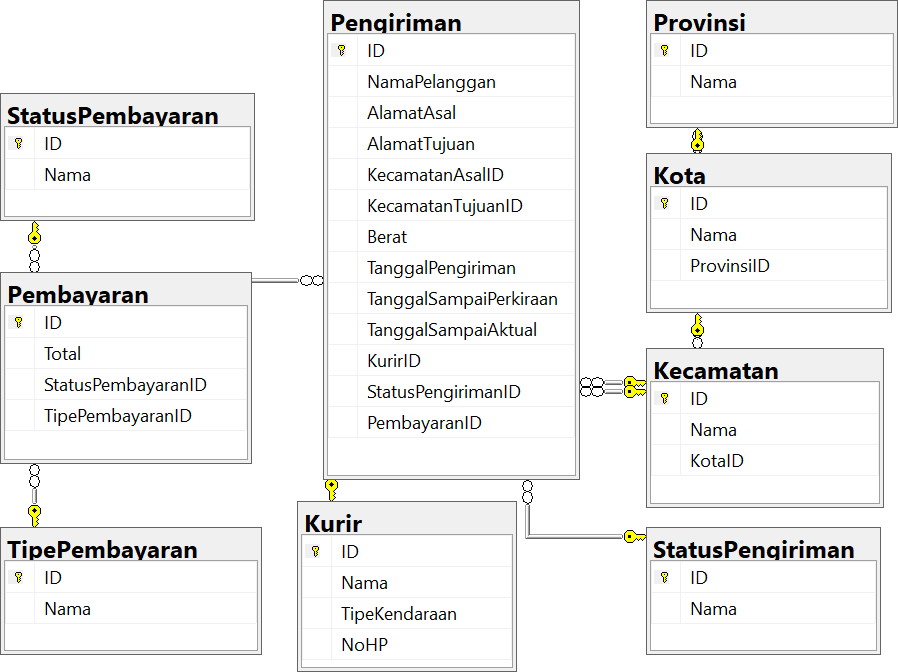 StatusPembayaran
ID
Nama
Pembayaran
ID
Total
StatusPembayaranID
TipePembayaranID
TipePembayaran
ID
Nama
Pengiriman
ID
NamaPelanggan
AlamatAsal
AlamatTujuan
KecamatanAsalID
KecamatanTujuanID
Berat
TanggalPengiriman
TanggalSampaiPerkiraan
TanggalSampaiAktual
KurirID
StatusPengirimanID
PembayaranID
Kurir
ID
Nama
TipeKendaraan
NoHP
Provinsi
ID
Nama
Kota
ID
Nama
ProvinsiID
Kecamatan
ID
Nama
KotaID
StatusPengiriman
ID
Nama